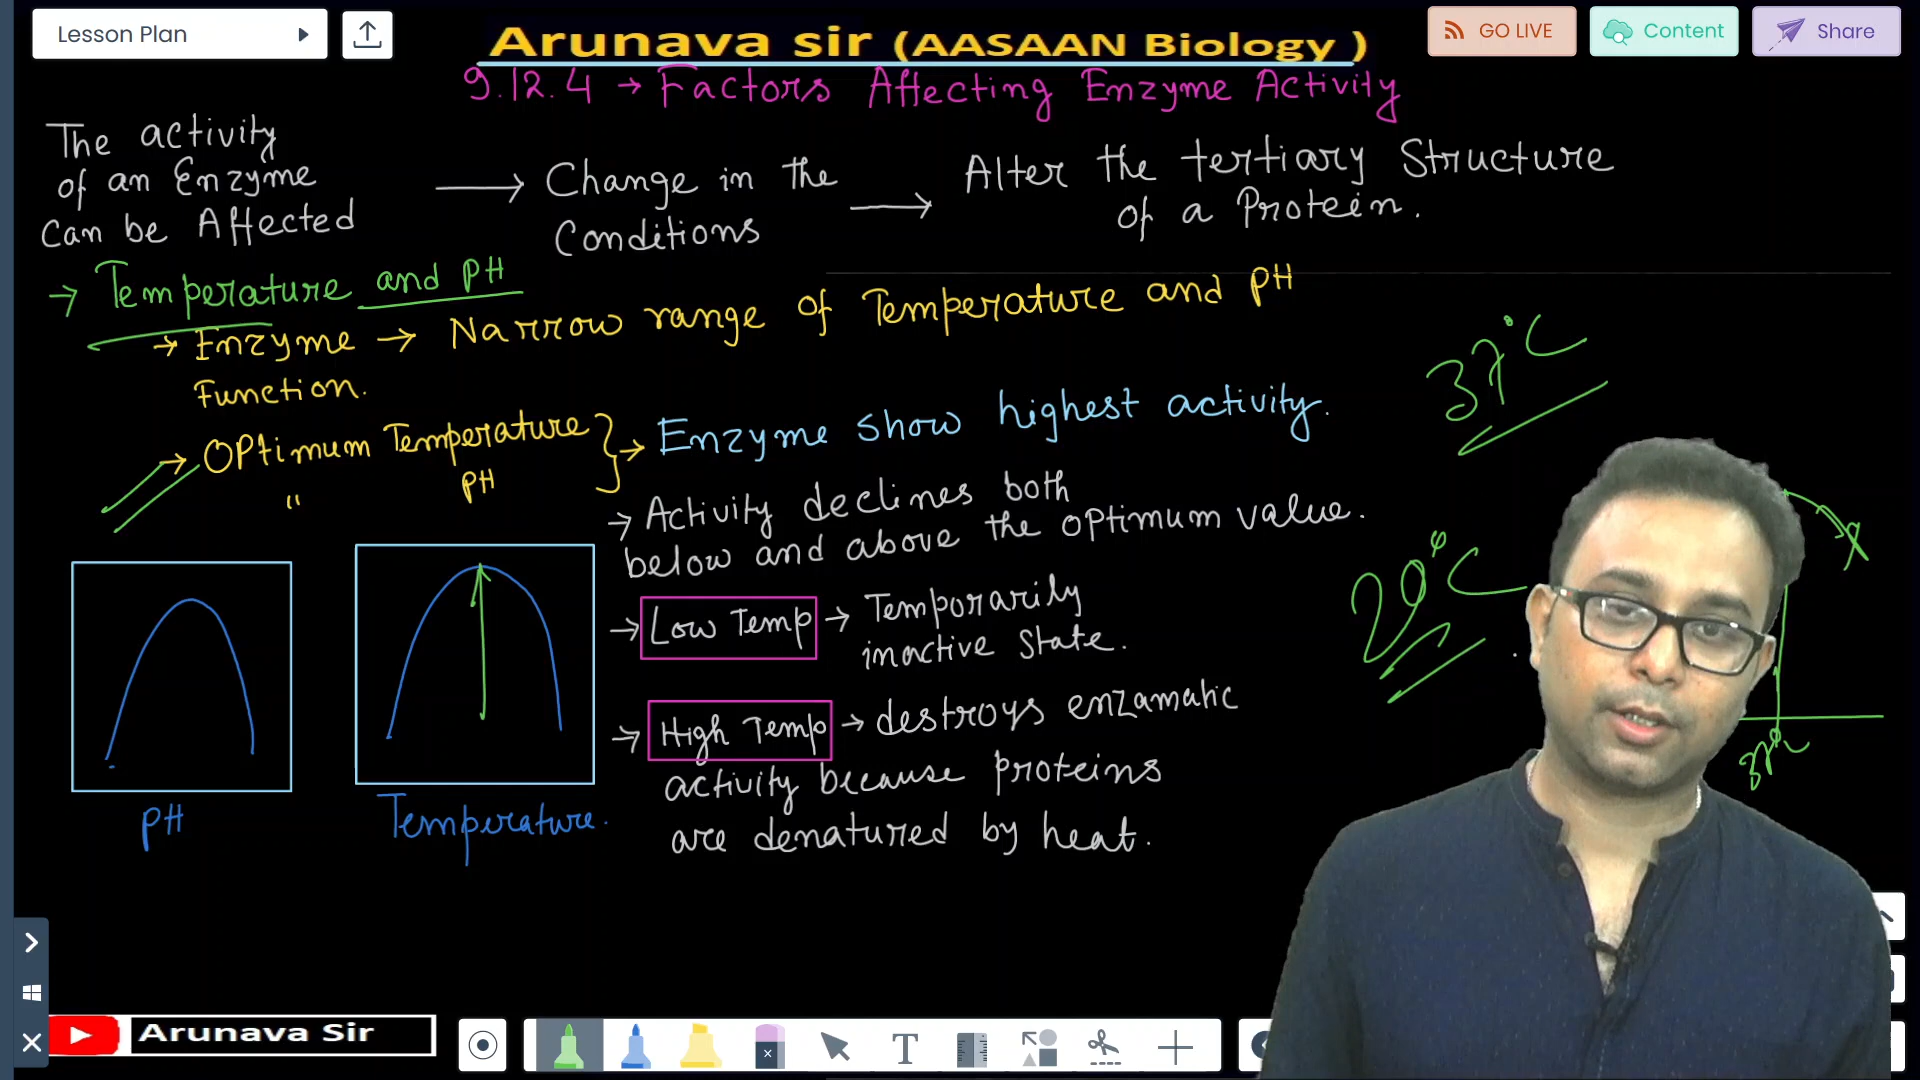 Lesson Plan
Arunava sir (AASAAN Biology )
GO LIVE
Content
Share
9.12.4 → Factors Affecting Enzyme Activity
The activity
of an Enzyme
Can be Affected
→ Change in the
Conditions
→ Alter the tertiary Structure
of a Protein.
→ Temperature and PH
→ Enzyme → Narrow range of Temperature and PH
Function.
37°C
→ Optimum Temperature } → Enzyme show highest activity.
" PH
→ Activity declines both
below and above the optimum value.
20°C
→ Low Temp → Temporarily
inactive state.
→ High Temp → destroys enzamatic
activity because proteins
are denatured by heat.
PH
Temperature.
Arunava Sir
T